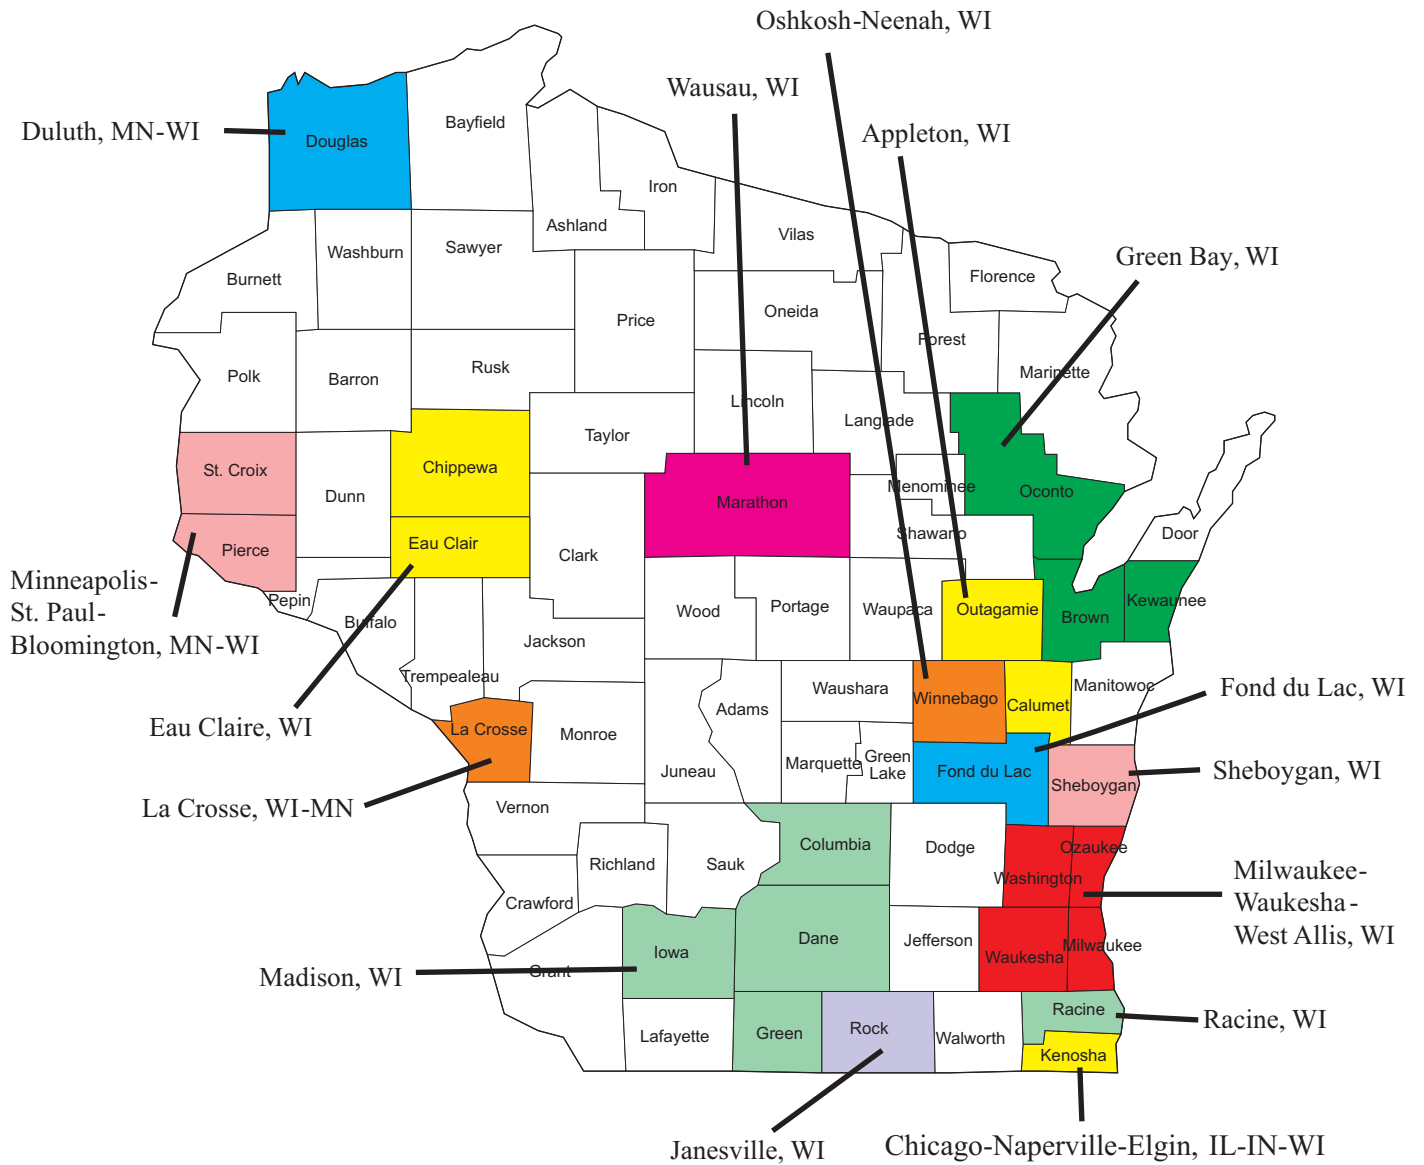 Oshkosh-Neenah, WI
Wausau, WI
Appleton, WI
Duluth, MN-WI
Douglas
Bayfield
Iron
Ashland
Vilas
Green Bay, WI
Washburn
Sawyer
Burnett
Florence
Price
Oneida
Forest
Polk
Barron
Rusk
Marinette
Lincoln
Langlade
Taylor
St. Croix
Chippewa
Dunn
Marathon
Menominee
Oconto
Shawano
Door
Pierce
Eau Clair
Clark
Minneapolis-
St. Paul-
Bloomington, MN-WI
Pepin
Buffalo
Wood
Portage
Waupaca
Outagamie
Brown
Kewaunee
Jackson
Trempealeau
Waushara
Winnebago
Calumet
Manitowoc
Fond du Lac, WI
Eau Claire, WI
La Crosse
Monroe
Adams
Juneau
Marquette
Green
Lake
Fond du Lac
Sheboygan
Sheboygan, WI
La Crosse, WI-MN
Vernon
Richland
Sauk
Columbia
Dodge
Ozaukee
Washington
Milwaukee-
Waukesha-
West Allis, WI
Crawford
Iowa
Dane
Jefferson
Waukesha
Milwaukee
Madison, WI
Grant
Lafayette
Green
Rock
Walworth
Racine
Racine, WI
Kenosha
Janesville, WI
Chicago-Naperville-Elgin, IL-IN-WI